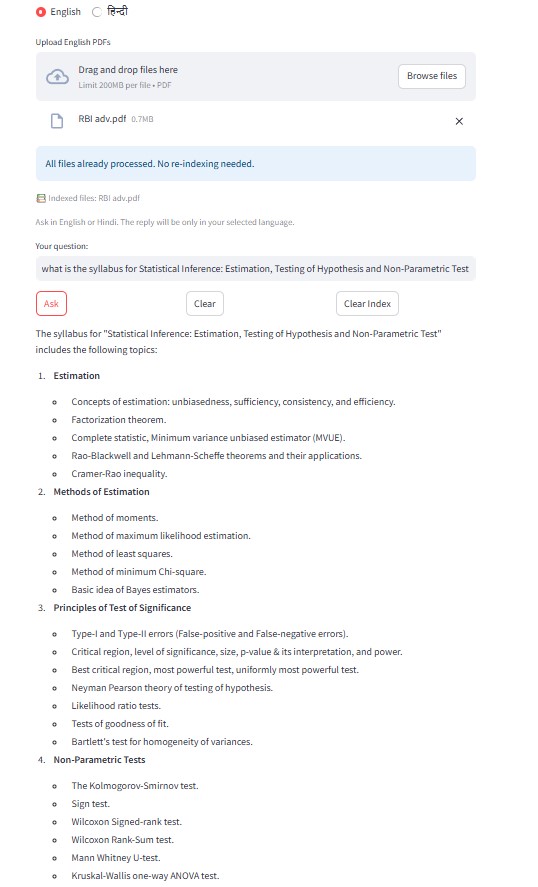 English हिन्दी
Upload English PDFs
Drag and drop files here
Limit 200MB per file • PDF
Browse files
RBI adv.pdf 0.7MB
All files already processed. No re-indexing needed.
Indexed files: RBI adv.pdf
Ask in English or Hindi. The reply will be only in your selected language.
Your question:
what is the syllabus for Statistical Inference: Estimation, Testing of Hypothesis and Non-Parametric Test
Ask Clear Clear Index
The syllabus for "Statistical Inference: Estimation, Testing of Hypothesis and Non-Parametric Test"
includes the following topics:
1. Estimation
Concepts of estimation: unbiasedness, sufficiency, consistency, and efficiency.
Factorization theorem.
Complete statistic, Minimum variance unbiased estimator (MVUE).
Rao-Blackwell and Lehmann-Scheffe theorems and their applications.
Cramer-Rao inequality.
2. Methods of Estimation
Method of moments.
Method of maximum likelihood estimation.
Method of least squares.
Method of minimum Chi-square.
Basic idea of Bayes estimators.
3. Principles of Test of Significance
Type-I and Type-II errors (False-positive and False-negative errors).
Critical region, level of significance, size, p-value & its interpretation, and power.
Best critical region, most powerful test, uniformly most powerful test.
Neyman Pearson theory of testing of hypothesis.
Likelihood ratio tests.
Tests of goodness of fit.
Bartlett's test for homogeneity of variances.
4. Non-Parametric Tests
The Kolmogorov-Smirnov test.
Sign test.
Wilcoxon Signed-rank test.
Wilcoxon Rank-Sum test.
Mann Whitney U-test.
Kruskal-Wallis one-way ANOVA test.